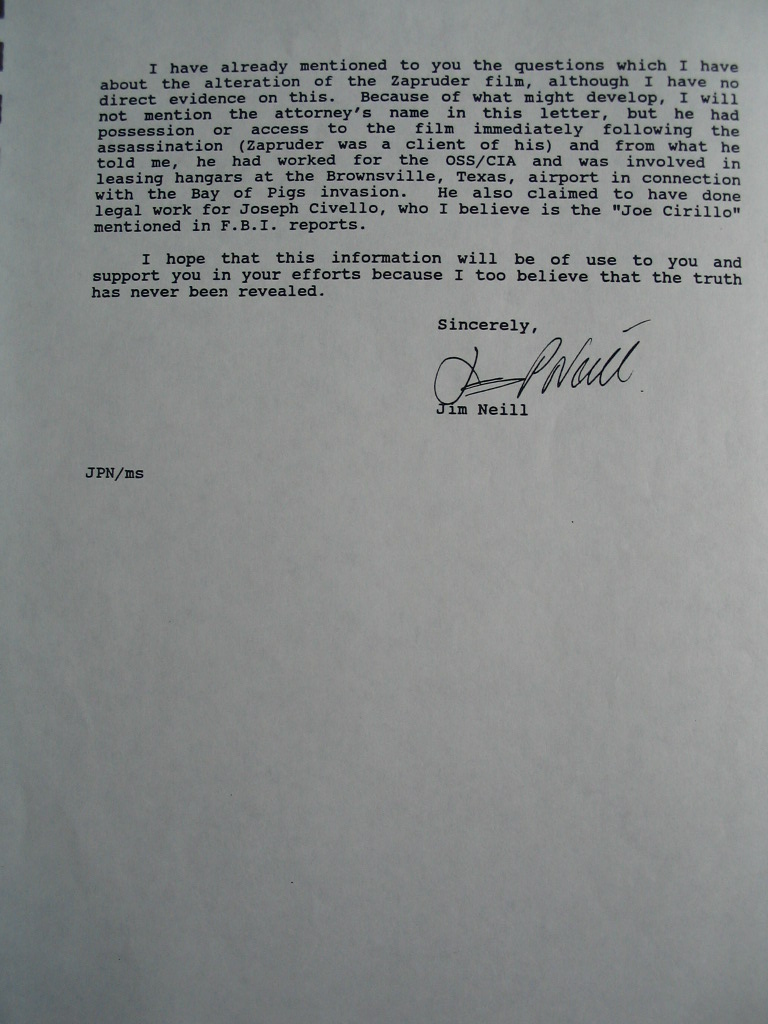 I have already mentioned to you the questions which I have
about the alteration of the Zapruder film, although I have no
direct evidence on this. Because of what might develop, I will
not mention the attorney's name in this letter, but he had
possession or access to the film immediately following the
assassination (Zapruder was a client of his) and from what he
told me, he had worked for the OSS/CIA and was involved in
leasing hangars at the Brownsville, Texas, airport in connection
with the Bay of Pigs invasion. He also claimed to have done
legal work for Joseph Civello, who I believe is the "Joe Cirillo"
mentioned in F.B.I. reports.
I hope that this information will be of use to you and
support you in your efforts because I too believe that the truth
has never been revealed.
Sincerely,
Jim Neill
JPN/ms